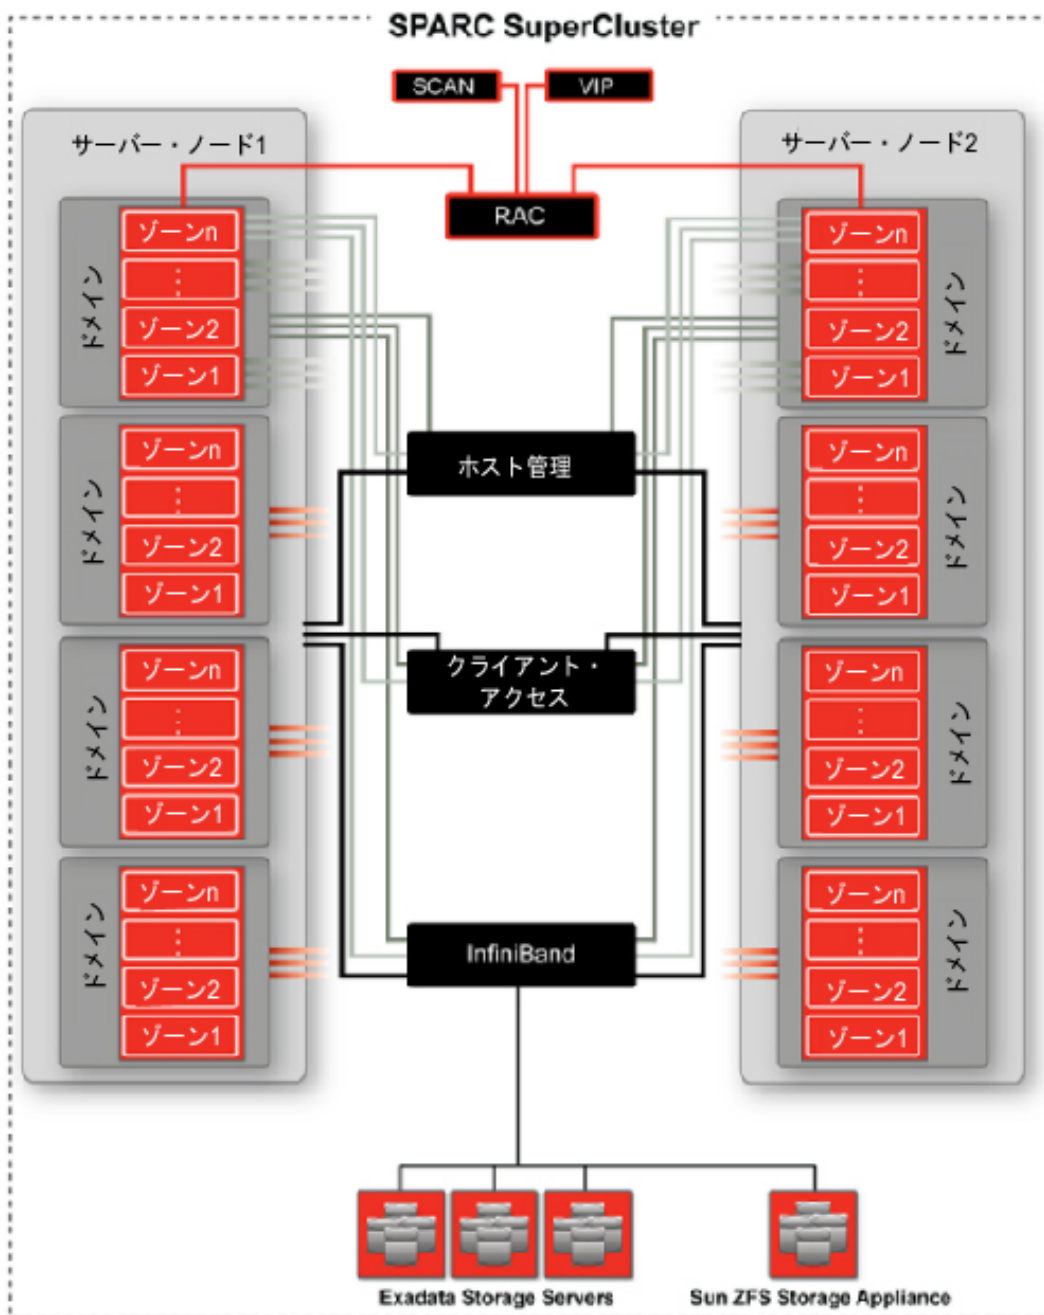 SPARC SuperCluster
SCAN
VIP
サーバー・ノード1
サーバー・ノード2
RAC
ドメイン
ゾーンn
⋮
ゾーン2
ゾーン1
ゾーンn
⋮
ゾーン2
ゾーン1
ドメイン
ホスト管理
ドメイン
ゾーンn
⋮
ゾーン2
ゾーン1
ゾーンn
⋮
ゾーン2
ゾーン1
ドメイン
クライアント・
アクセス
ドメイン
ゾーンn
⋮
ゾーン2
ゾーン1
ゾーンn
⋮
ゾーン2
ゾーン1
ドメイン
InfiniBand
ドメイン
ゾーンn
⋮
ゾーン2
ゾーン1
ゾーンn
⋮
ゾーン2
ゾーン1
ドメイン
Exadata Storage Servers
Sun ZFS Storage Appliance